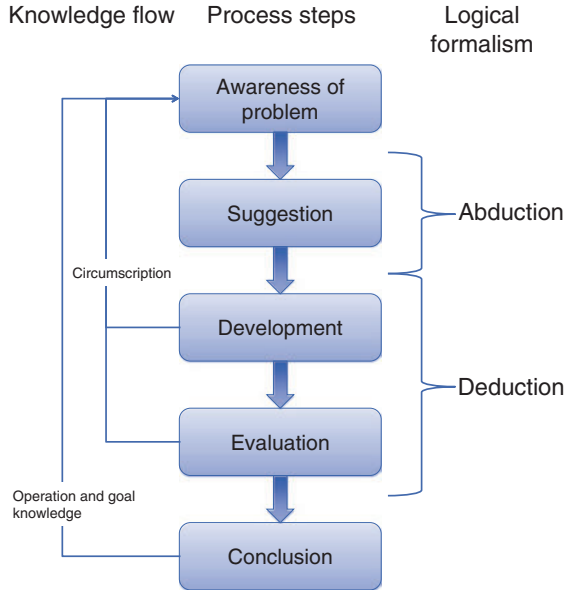 Knowledge flow
Process steps
Logical
formalism
Awareness of
problem
Suggestion
Abduction
Circumscription
Development
Deduction
Evaluation
Operation and goal
knowledge
Conclusion